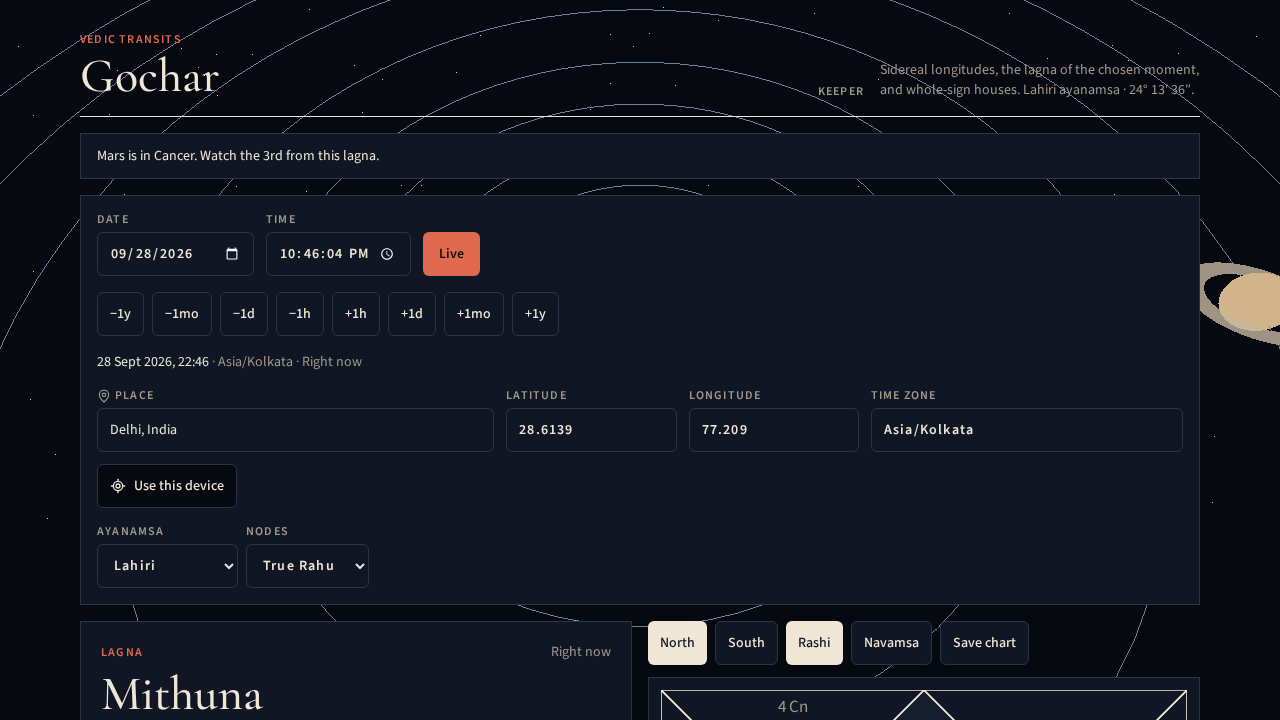 VEDIC TRANSITS
Gochar
KEEPER
Sidereal longitudes, the lagna of the chosen moment,
and whole-sign houses. Lahiri ayanamsa · 24° 13′ 36″.
Mars is in Cancer. Watch the 3rd from this lagna.
DATE TIME
09/28/2026 10:46:04 PM Live
−1y −1mo −1d −1h +1h +1d +1mo +1y
28 Sept 2026, 22:46 · Asia/Kolkata · Right now
PLACE LATITUDE LONGITUDE TIME ZONE
Delhi, India 28.6139 77.209 Asia/Kolkata
Use this device
AYANAMSA NODES
Lahiri True Rahu
LAGNA Right now
Mithuna
North South Rashi Navamsa Save chart
4 Cn